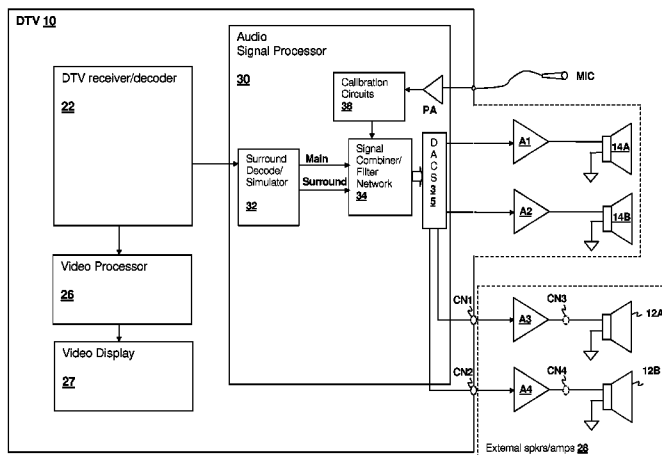 DTV 10
Audio
Signal Processor
30
DTV receiver/decoder
22
Calibration
Circuits
38
PA
MIC
Surround
Decode/
Simulator
32
Main
Surround
Signal
Combiner/
Filter
Network
34
D
A
C
S
35
A1
14A
A2
14B
Video Processor
26
CN1
A3
CN3
12A
Video Display
27
CN2
A4
CN4
12B
External spkrs/amps 28